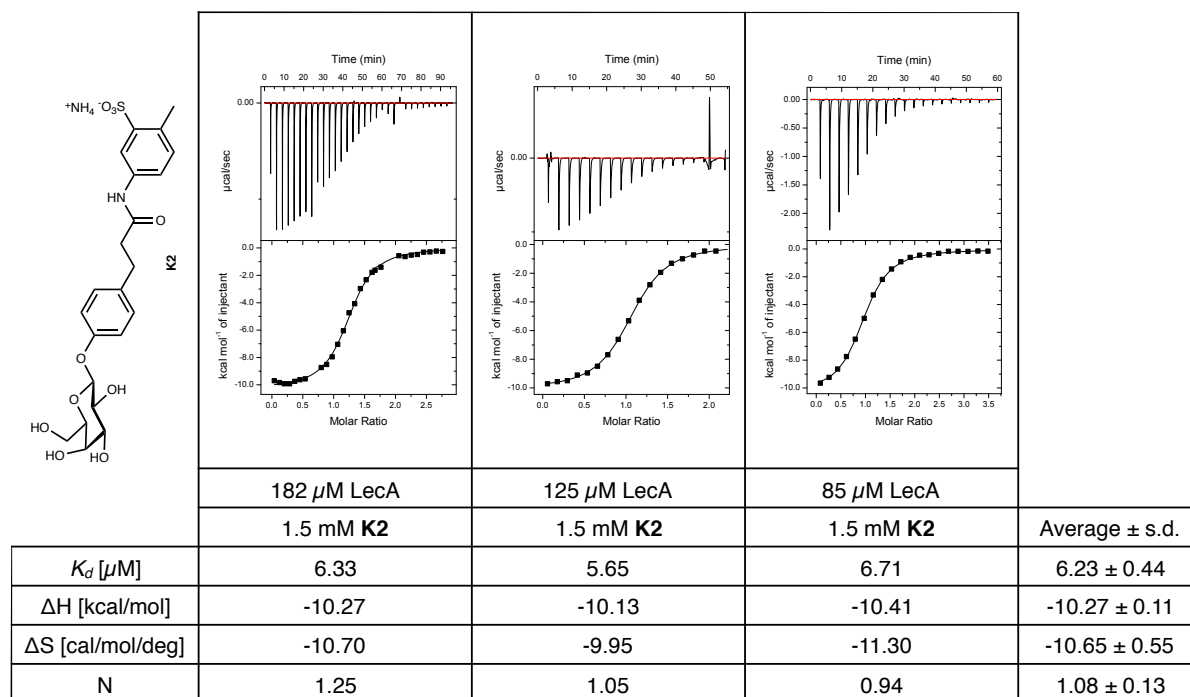 Time (min)
0 10 20 30 40 50 60 70 80 90
0.00
µcal/sec
0.0
-2.0
-4.0
-6.0
-8.0
-10.0
kcal mol⁻¹ of injectant
0.0 0.5 1.0 1.5 2.0 2.5
Molar Ratio
Time (min)
0 10 20 30 40 50
0.00
µcal/sec
0.0
-2.0
-4.0
-6.0
-8.0
-10.0
kcal mol⁻¹ of injectant
0.0 0.5 1.0 1.5 2.0
Molar Ratio
Time (min)
0 10 20 30 40 50 60
0.00
-0.50
-1.00
-1.50
-2.00
µcal/sec
0.0
-2.0
-4.0
-6.0
-8.0
-10.0
kcal mol⁻¹ of injectant
0.0 0.5 1.0 1.5 2.0 2.5 3.0 3.5
Molar Ratio
⁺NH₄ ⁻O₃S
HN
O
K2
O
O
OH
OH
HO
HO
HO
182 µM LecA 125 µM LecA 85 µM LecA
1.5 mM K2 1.5 mM K2 1.5 mM K2 Average ± s.d.
Kd [µM] 6.33 5.65 6.71 6.23 ± 0.44
ΔH [kcal/mol] -10.27 -10.13 -10.41 -10.27 ± 0.11
ΔS [cal/mol/deg] -10.70 -9.95 -11.30 -10.65 ± 0.55
N 1.25 1.05 0.94 1.08 ± 0.13